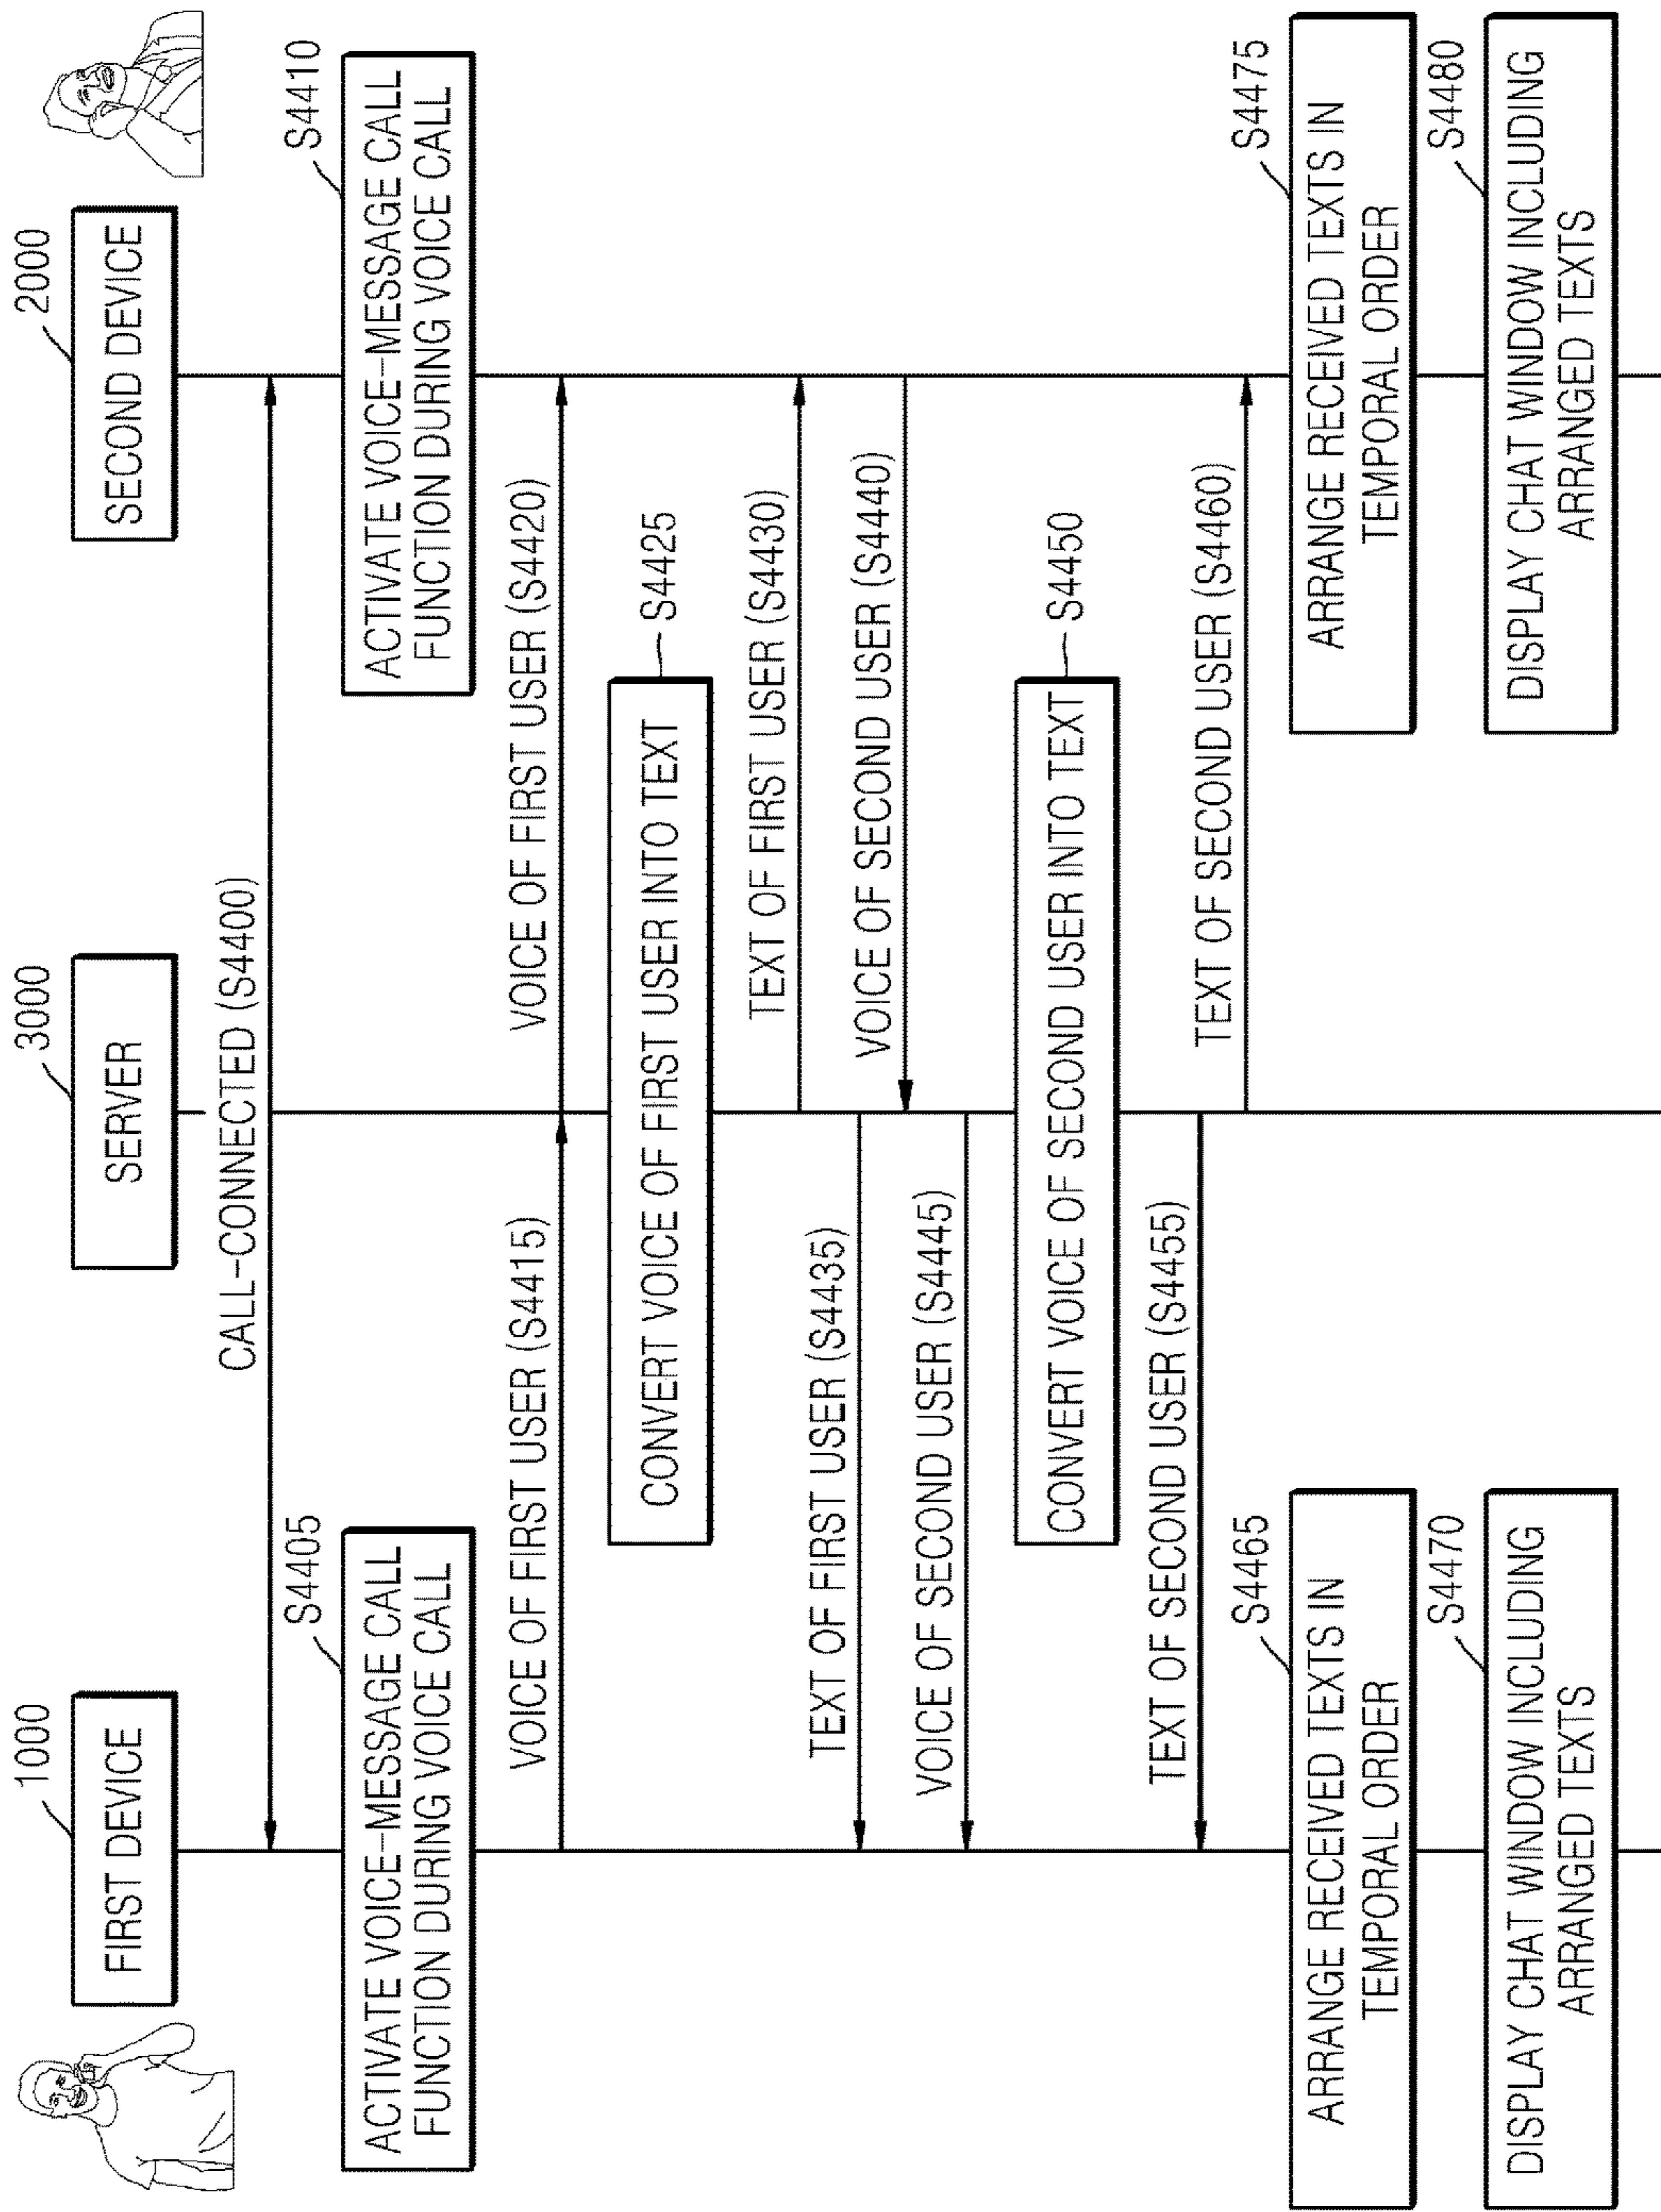 1000
FIRST DEVICE
3000
SERVER
2000
SECOND DEVICE
CALL-CONNECTED (S4400)
S4405
ACTIVATE VOICE-MESSAGE CALL
FUNCTION DURING VOICE CALL
S4410
ACTIVATE VOICE-MESSAGE CALL
FUNCTION DURING VOICE CALL
VOICE OF FIRST USER (S4415)
VOICE OF FIRST USER (S4420)
CONVERT VOICE OF FIRST USER INTO TEXT
S4425
TEXT OF FIRST USER (S4430)
TEXT OF FIRST USER (S4435)
VOICE OF SECOND USER (S4440)
VOICE OF SECOND USER (S4445)
CONVERT VOICE OF SECOND USER INTO TEXT
S4450
TEXT OF SECOND USER (S4455)
TEXT OF SECOND USER (S4460)
S4465
ARRANGE RECEIVED TEXTS IN
TEMPORAL ORDER
S4475
ARRANGE RECEIVED TEXTS IN
TEMPORAL ORDER
S4470
DISPLAY CHAT WINDOW INCLUDING
ARRANGED TEXTS
S4480
DISPLAY CHAT WINDOW INCLUDING
ARRANGED TEXTS